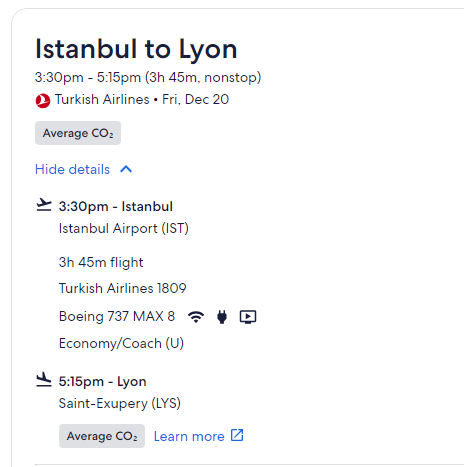 Istanbul to Lyon
3:30pm - 5:15pm (3h 45m, nonstop)
Turkish Airlines • Fri, Dec 20
Average CO₂
Hide details
3:30pm - Istanbul
Istanbul Airport (IST)
3h 45m flight
Turkish Airlines 1809
Boeing 737 MAX 8
Economy/Coach (U)
5:15pm - Lyon
Saint-Exupery (LYS)
Average CO₂ Learn more